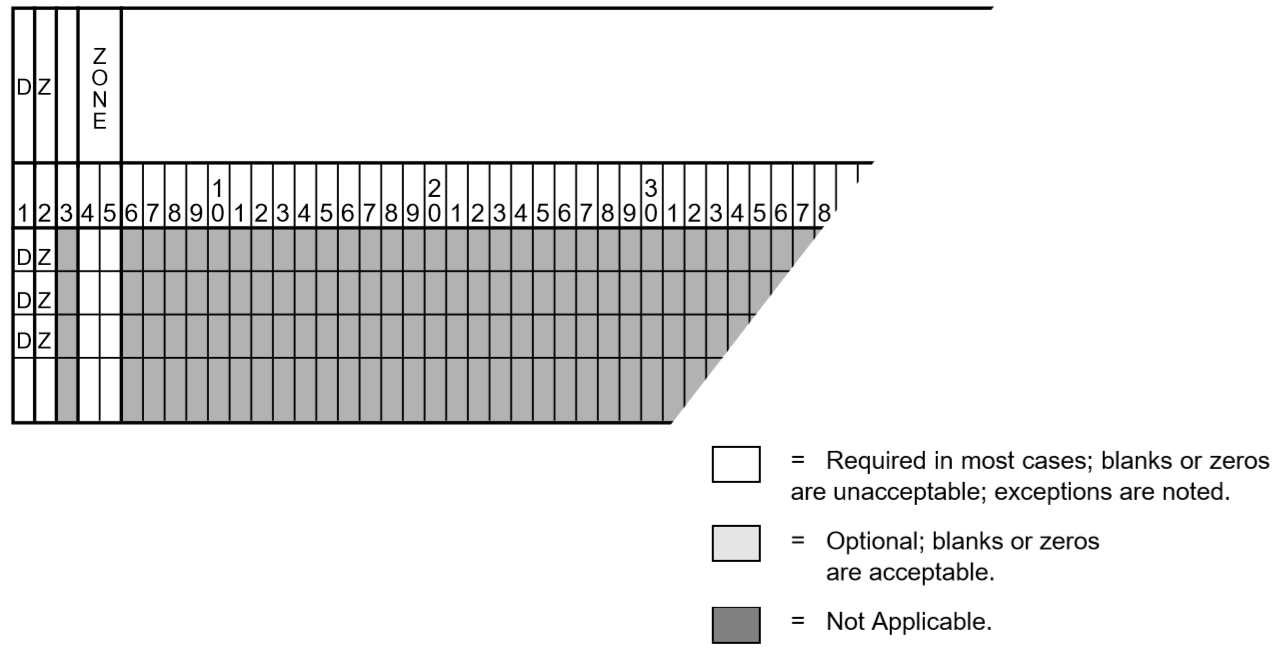 D Z ZONE
1 2 3 4 5 6 7 8 9 10 1 2 3 4 5 6 7 8 9 20 1 2 3 4 5 6 7 8 9 30 1 2 3 4 5 6 7 8
D Z
D Z
D Z
= Required in most cases; blanks or zeros
are unacceptable; exceptions are noted.
= Optional; blanks or zeros
are acceptable.
= Not Applicable.